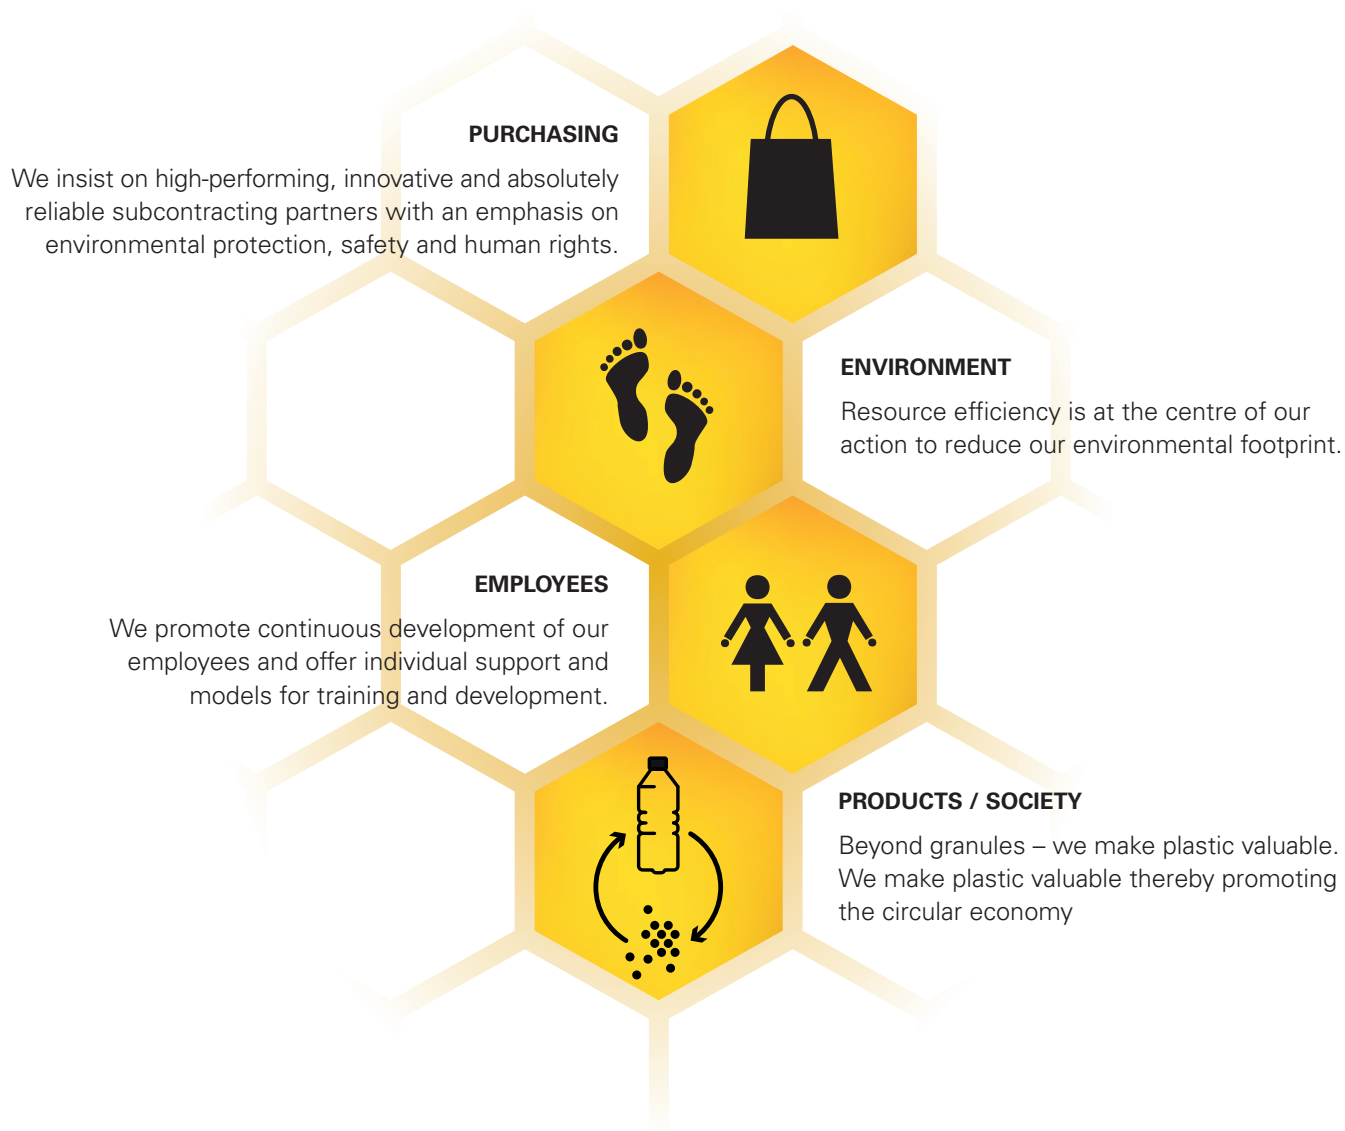 PURCHASING
We insist on high-performing, innovative and absolutely
reliable subcontracting partners with an emphasis on
environmental protection, safety and human rights.
ENVIRONMENT
Resource efficiency is at the centre of our
action to reduce our environmental footprint.
EMPLOYEES
We promote continuous development of our
employees and offer individual support and
models for training and development.
PRODUCTS / SOCIETY
Beyond granules – we make plastic valuable.
We make plastic valuable thereby promoting
the circular economy